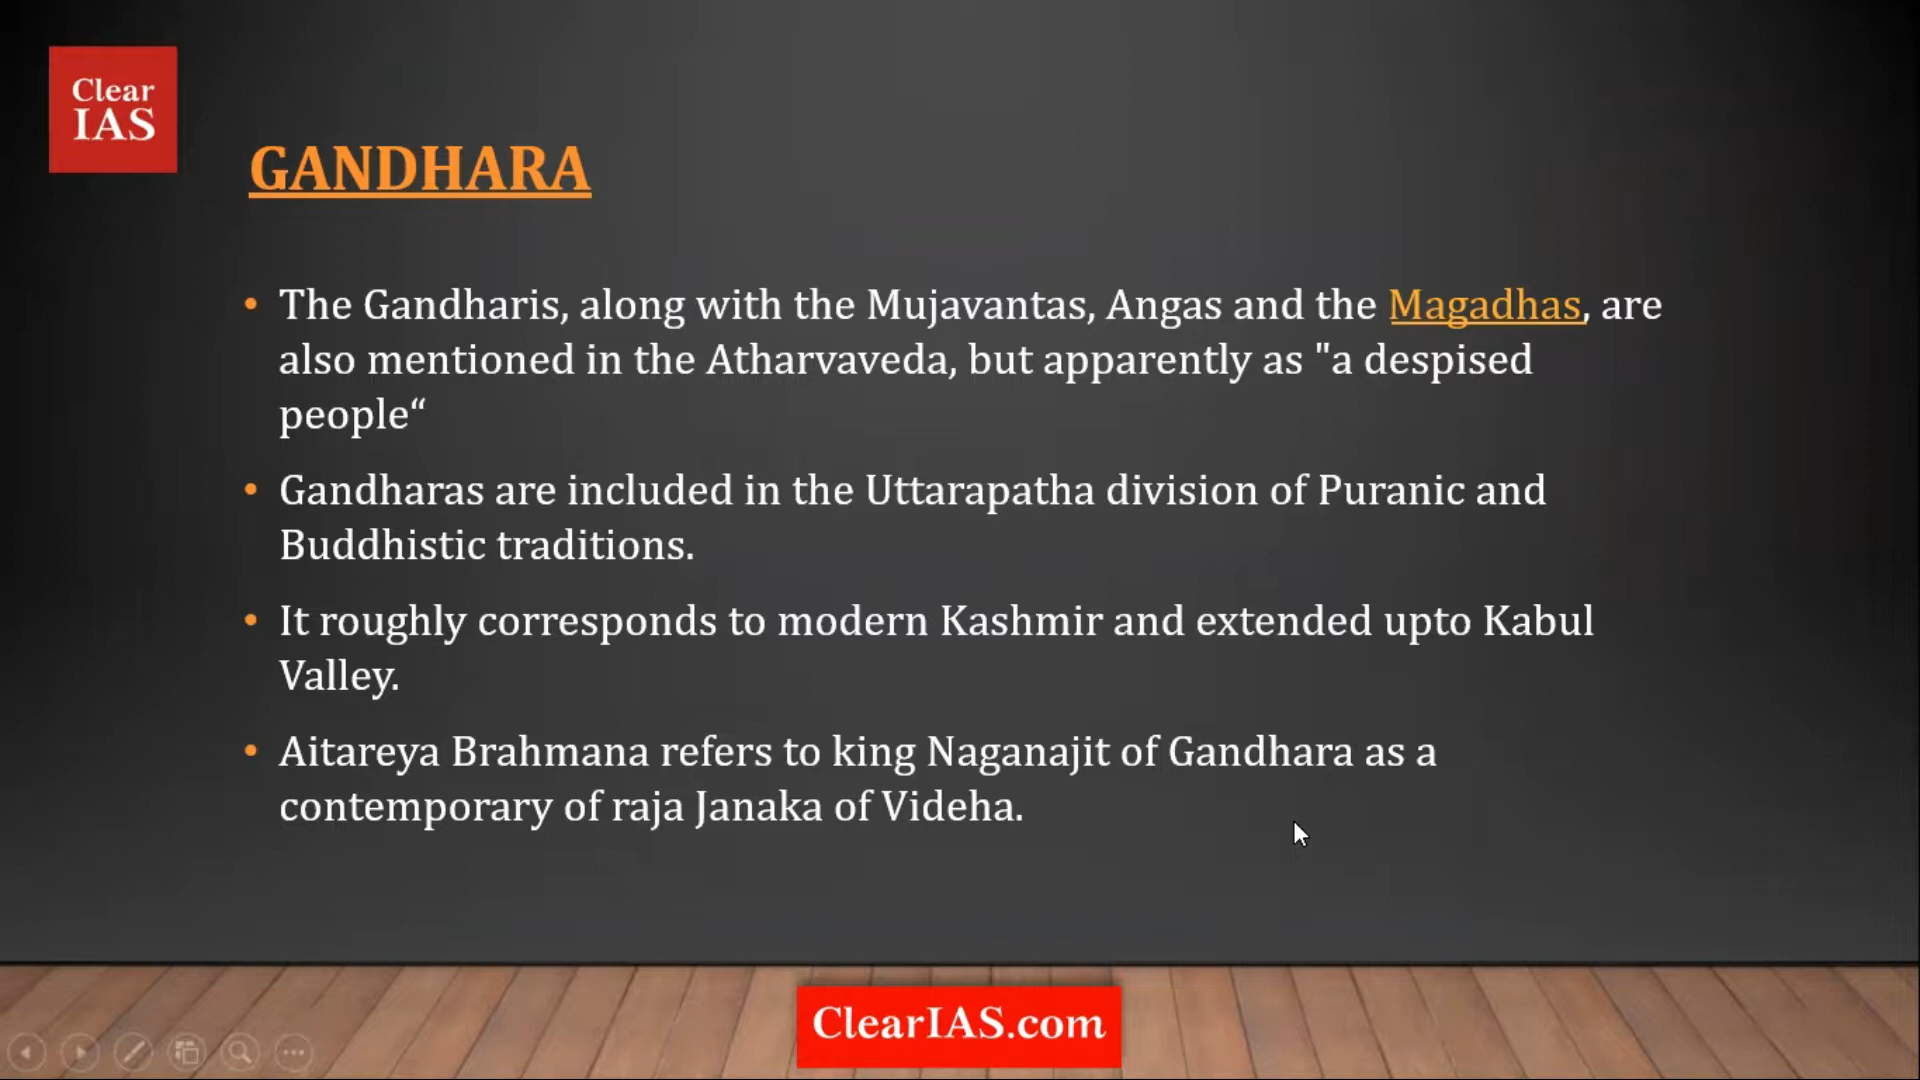 Clear
IAS
GANDHARA
• The Gandharis, along with the Mujavantas, Angas and the Magadhas, are
also mentioned in the Atharvaveda, but apparently as "a despised
people“
• Gandharas are included in the Uttarapatha division of Puranic and
Buddhistic traditions.
• It roughly corresponds to modern Kashmir and extended upto Kabul
Valley.
• Aitareya Brahmana refers to king Naganajit of Gandhara as a
contemporary of raja Janaka of Videha.
ClearIAS.com